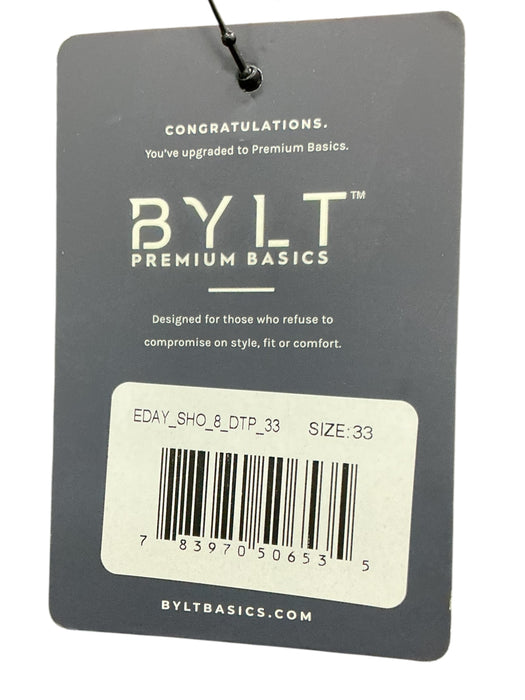 CONGRATULATIONS.
You've upgraded to Premium Basics.
BYLT™
PREMIUM BASICS
Designed for those who refuse to
compromise on style, fit or comfort.
EDAY_SHO_8_DTP_33 SIZE:33
7 83970 50653 5
BYLTBASICS.COM